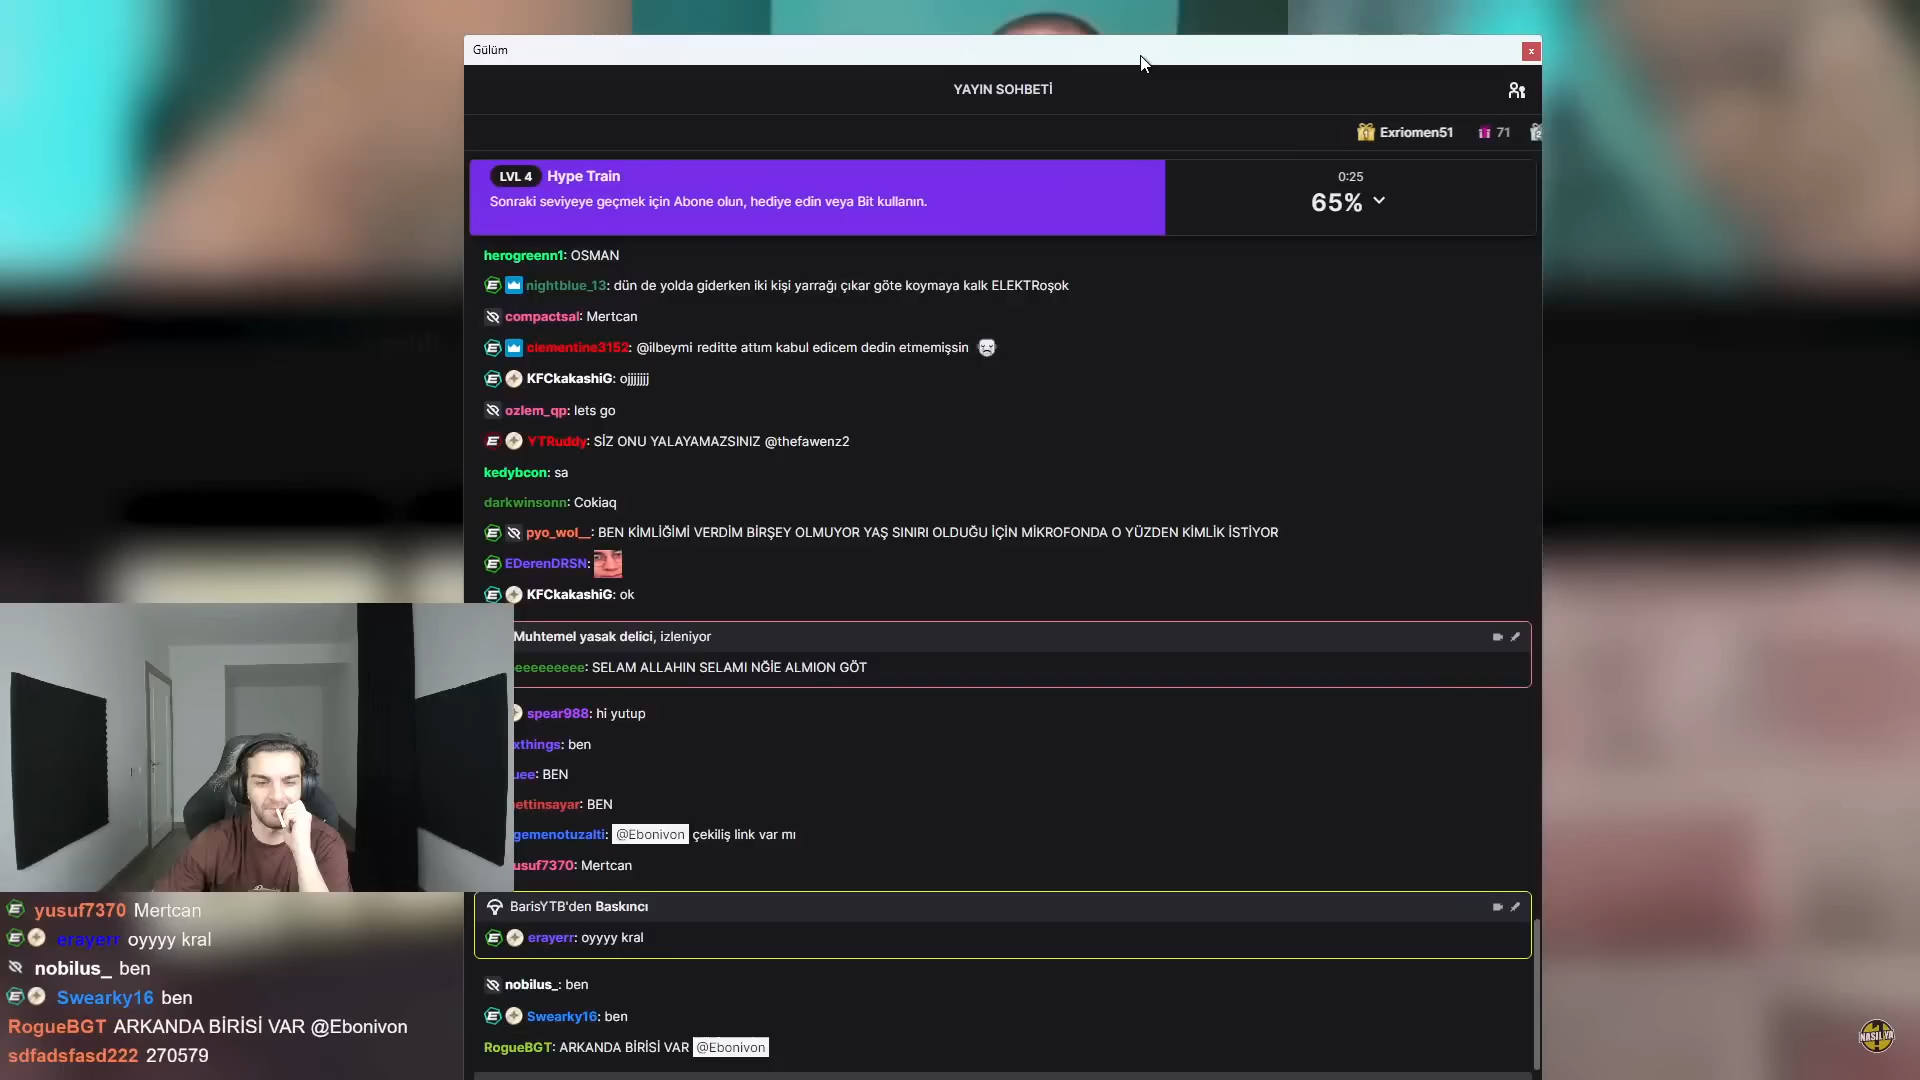 Gülüm
x
YAYIN SOHBETİ
Exriomen51 71
LVL 4 Hype Train
0:25
Sonraki seviyeye geçmek için Abone olun, hediye edin veya Bit kullanın.
65%
herogreenn1: OSMAN
nightblue_13: dün de yolda giderken iki kişi yarrağı çıkar göte koymaya kalk ELEKTRoşok
compactsal: Mertcan
clementine3152: @ilbeymi reditte attım kabul edicem dedin etmemişsin
KFCkakashiG: ojjjjjjj
ozlem_qp: lets go
YTRuddy: SİZ ONU YALAYAMAZSINIZ @thefawenz2
kedybcon: sa
darkwinsonn: Cokiaq
pyo_wol__: BEN KİMLİĞİMİ VERDİM BİRŞEY OLMUYOR YAŞ SINIRI OLDUĞU İÇİN MİKROFONDA O YÜZDEN KİMLİK İSTİYOR
EDerenDRSN:
KFCkakashiG: ok
Muhtemel yasak delici, izleniyor
eeeeeeeee: SELAM ALLAHIN SELAMI NĞİE ALMION GÖT
spear988: hi yutup
xthings: ben
uee: BEN
ettinsayar: BEN
gemenotuzalti: @Ebonivon çekiliş link var mı
usuf7370: Mertcan
BarisYTB'den Baskıncı
erayerr: oyyyy kral
nobilus_: ben
Swearky16: ben
RogueBGT: ARKANDA BİRİSİ VAR @Ebonivon
yusuf7370 Mertcan
erayerr oyyyy kral
nobilus_ ben
Swearky16 ben
RogueBGT ARKANDA BİRİSİ VAR @Ebonivon
sdfadsfasd222 270579
NASIL YA